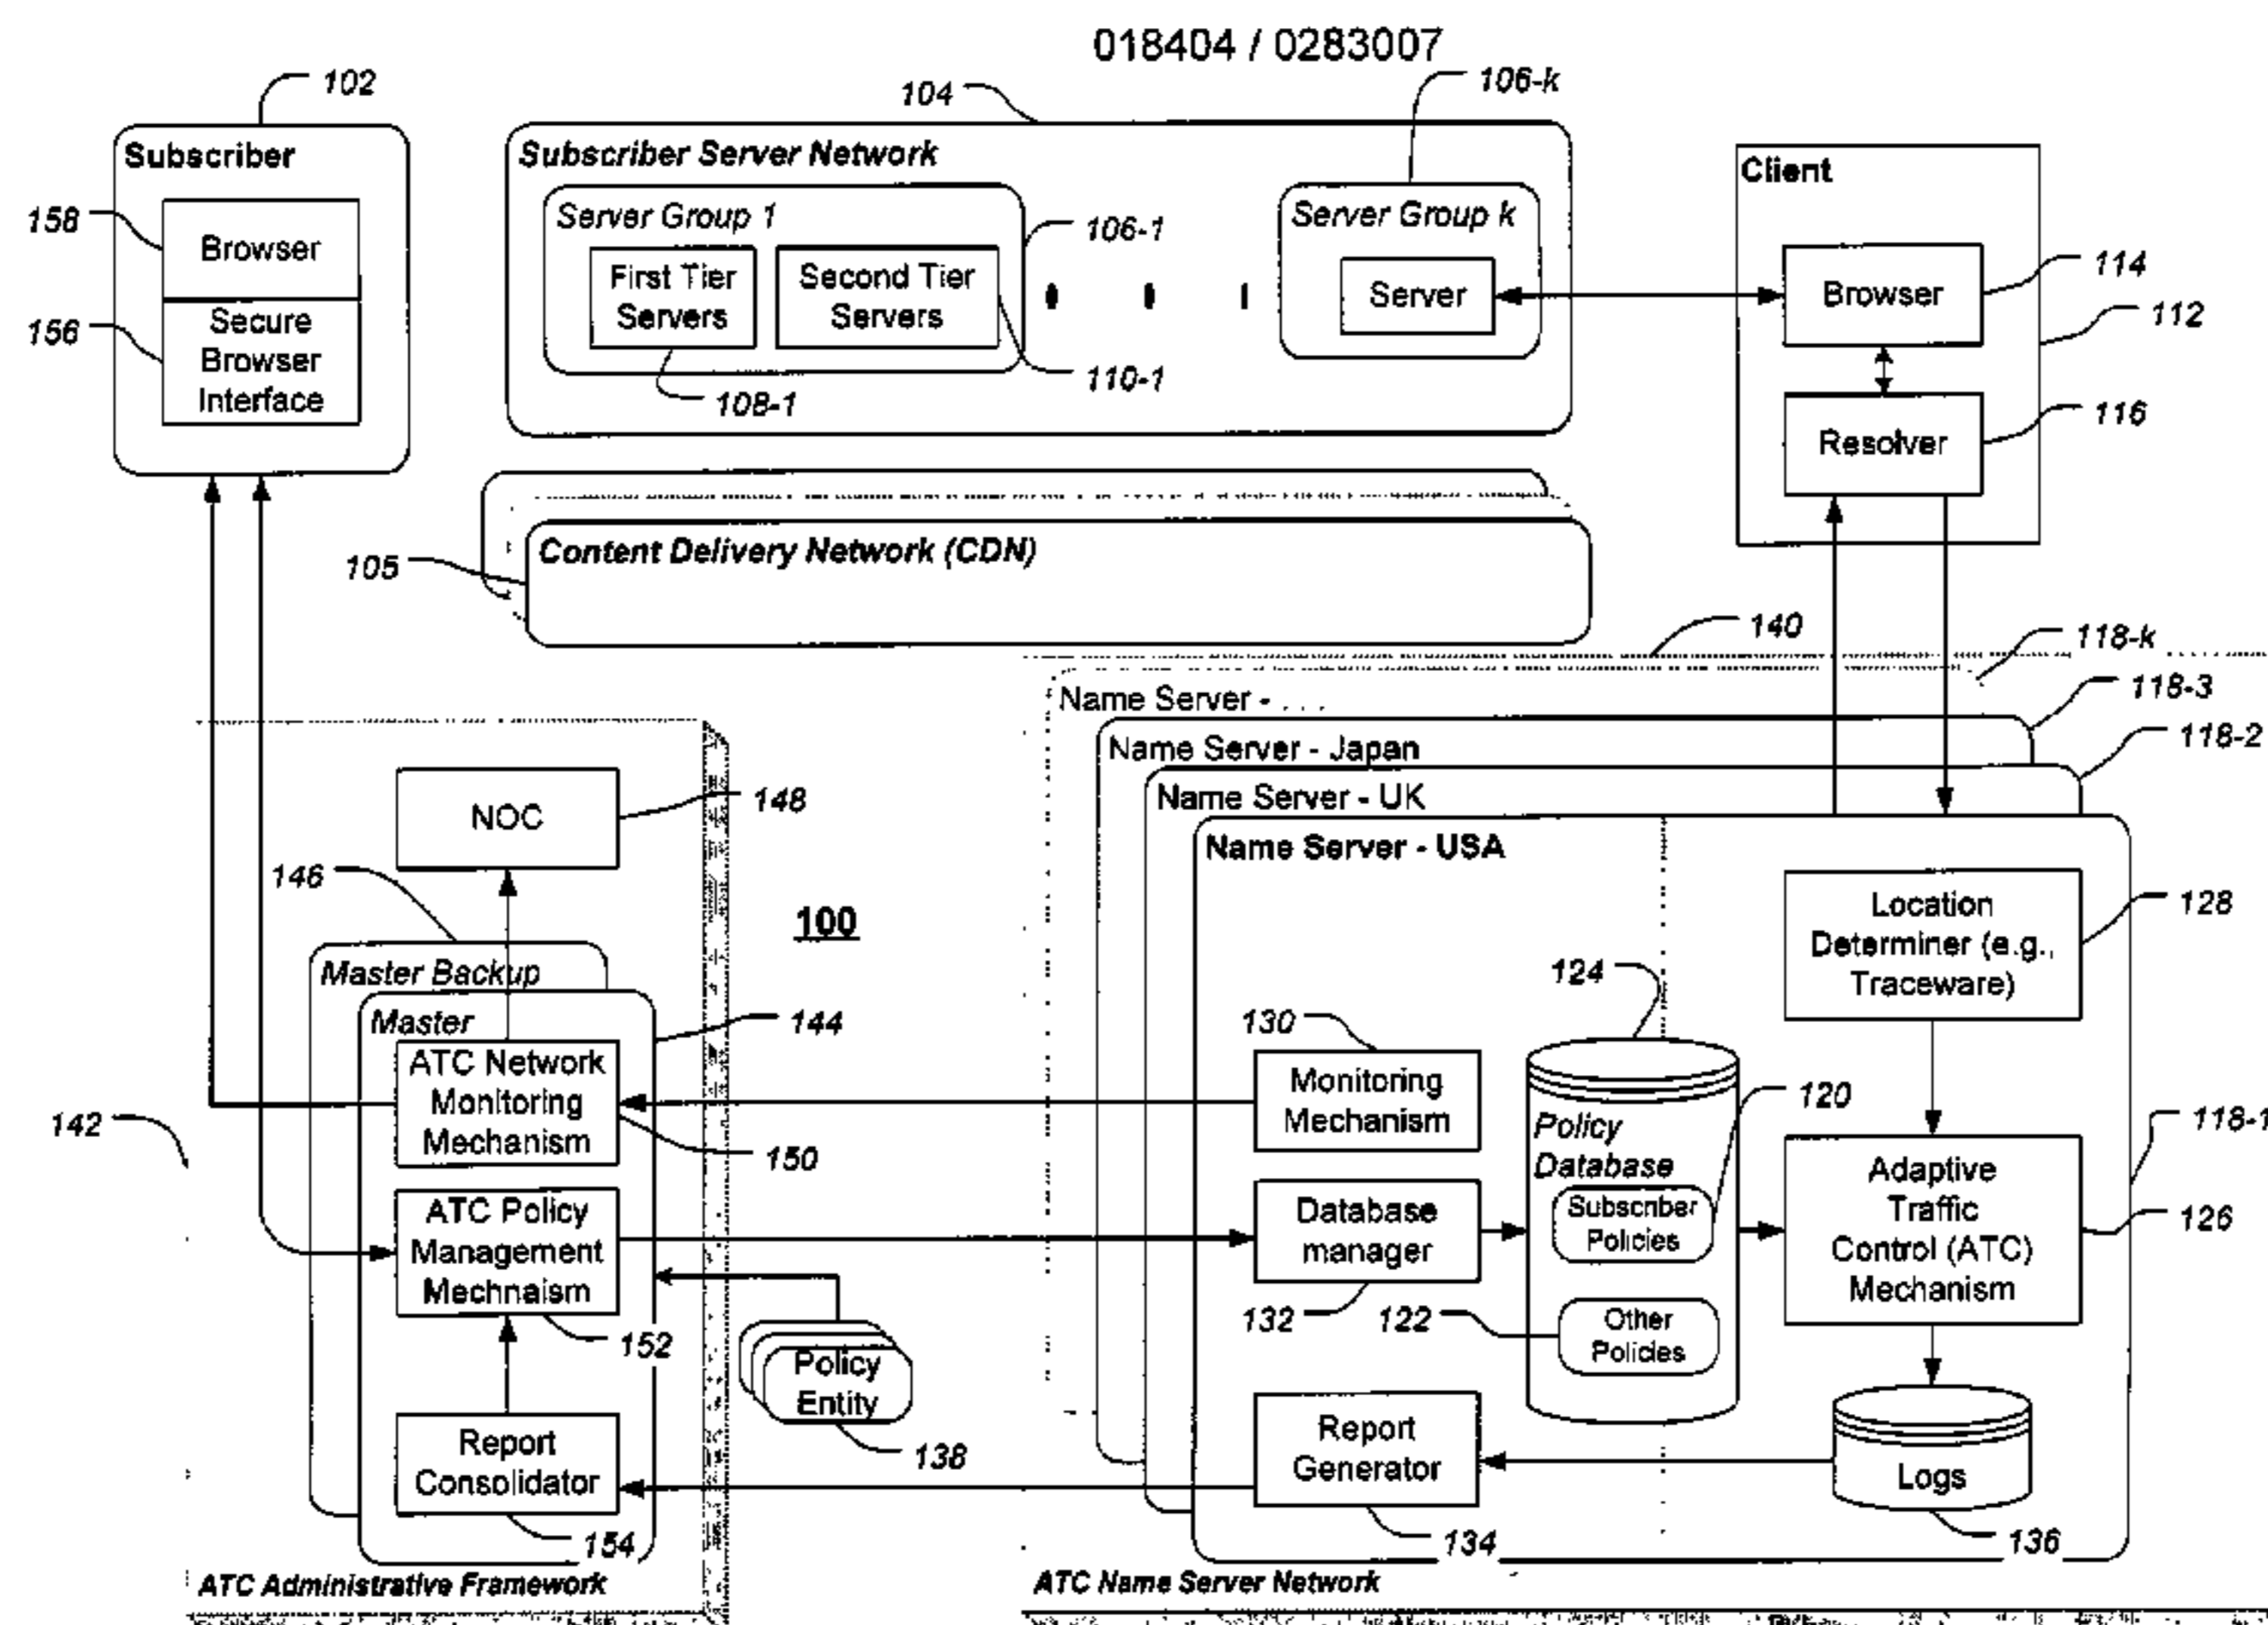 018404 / 0283007
102
104
106-k
Subscriber
Subscriber Server Network
Client
158
Browser
Server Group 1
106-1
Server Group k
114
First Tier
Servers
Second Tier
Servers
Server
Browser
112
156
Secure
Browser
Interface
110-1
108-1
116
Resolver
105
Content Delivery Network (CDN)
140
118-k
Name Server - . . .
118-3
Name Server - Japan
118-2
Name Server - UK
NOC
148
Name Server - USA
146
100
Location
Determiner (e.g.,
Traceware)
128
Master Backup
124
Master
144
130
ATC Network
Monitoring
Mechanism
Monitoring
Mechanism
120
142
150
Policy
Database
118-1
Adaptive
Traffic
Control (ATC)
Mechanism
126
ATC Policy
Management
Mechnaism
Database
manager
Subscriber
Policies
152
132
122
Other
Policies
Policy
Entity
Report
Consolidator
138
Report
Generator
Logs
154
134
136
ATC Administrative Framework
ATC Name Server Network